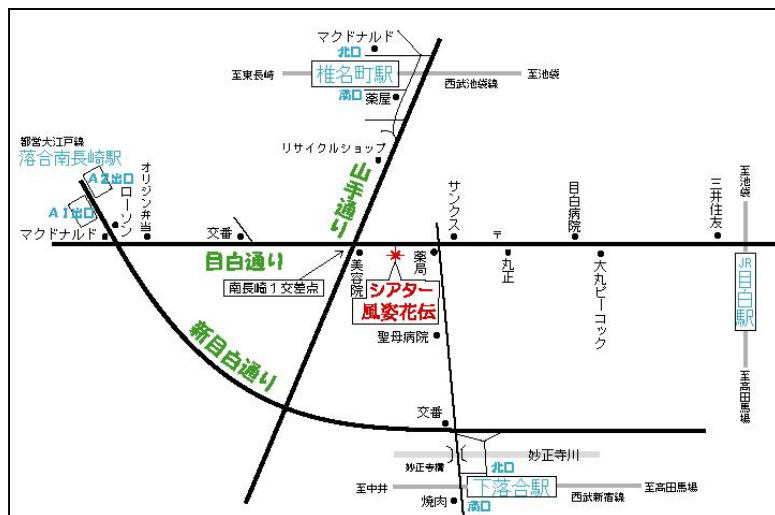 マクドナルド
北口
至東長崎
椎名町駅
西武池袋線
至池袋
南口
薬屋
都営大江戸線
落合南長崎駅
A2出口
A1出口
ローソン
オリジン弁当
マクドナルド
リサイクルショップ
山手通り
交番
目白通り
南長崎1交差点
美容院
シアター
風姿花伝
薬局
サンクス
〒
丸正
目白病院
大丸ピーコック
三井住友
至池袋
JR
目白駅
至高田馬場
聖母病院
新目白通り
交番
妙正寺橋
妙正寺川
北口
至中井
下落合駅
西武新宿線
至高田馬場
焼肉
南口